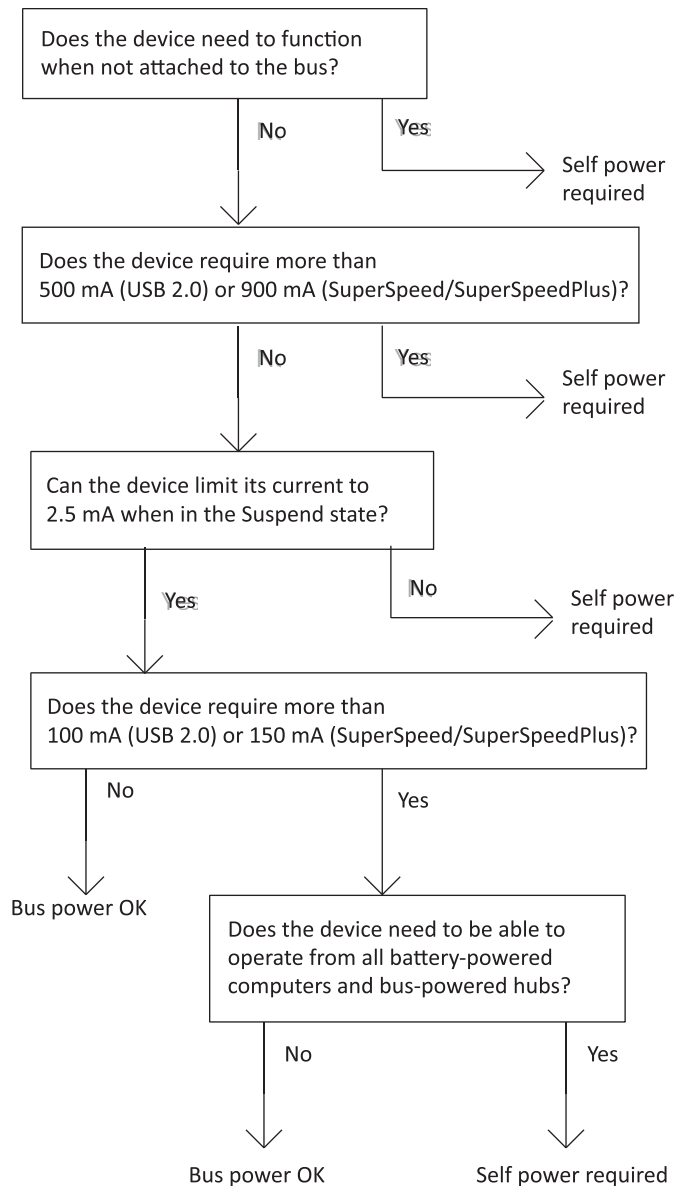 Does the device need to function
when not attached to the bus?
No
Yes
Self power
required
Does the device require more than
500 mA (USB 2.0) or 900 mA (SuperSpeed/SuperSpeedPlus)?
No
Yes
Self power
required
Can the device limit its current to
2.5 mA when in the Suspend state?
Yes
No
Self power
required
Does the device require more than
100 mA (USB 2.0) or 150 mA (SuperSpeed/SuperSpeedPlus)?
No
Yes
Bus power OK
Does the device need to be able to
operate from all battery-powered
computers and bus-powered hubs?
No
Yes
Bus power OK
Self power required